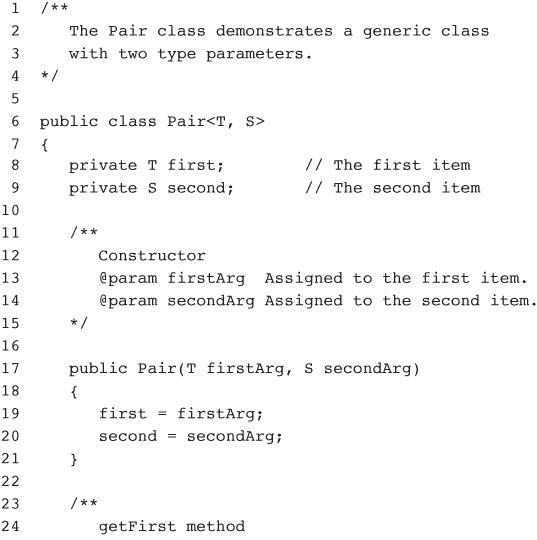 1 /**
2    The Pair class demonstrates a generic class
3    with two type parameters.
4 */
5
6 public class Pair<T, S>
7 {
8    private T first;        // The first item
9    private S second;       // The second item
10
11    /**
12       Constructor
13       @param firstArg  Assigned to the first item.
14       @param secondArg Assigned to the second item.
15    */
16
17    public Pair(T firstArg, S secondArg)
18    {
19       first = firstArg;
20       second = secondArg;
21    }
22
23    /**
24       getFirst method